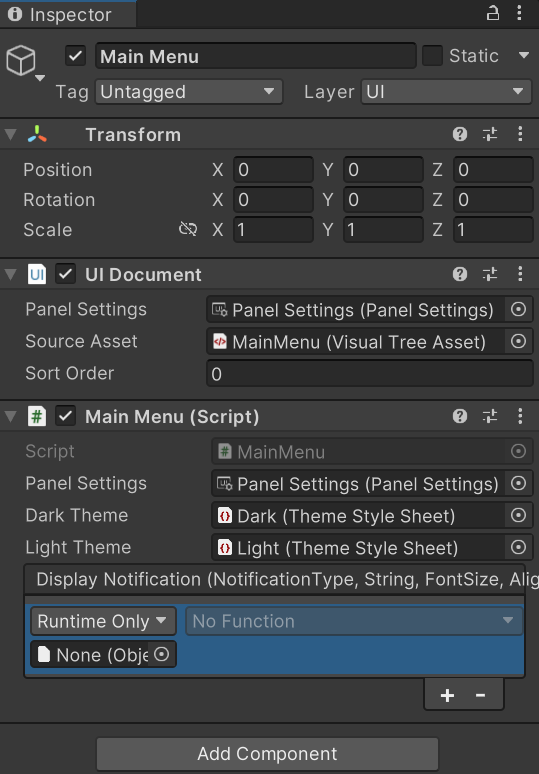 Inspector
Main Menu Static
Tag Untagged Layer UI
Transform
Position X 0 Y 0 Z 0
Rotation X 0 Y 0 Z 0
Scale X 1 Y 1 Z 1
UI Document
Panel Settings Panel Settings (Panel Settings)
Source Asset MainMenu (Visual Tree Asset)
Sort Order 0
# Main Menu (Script)
Script # MainMenu
Panel Settings Panel Settings (Panel Settings)
Dark Theme Dark (Theme Style Sheet)
Light Theme Light (Theme Style Sheet)
Display Notification (NotificationType, String, FontSize, Alig
Runtime Only No Function
None (Obje
+ -
Add Component